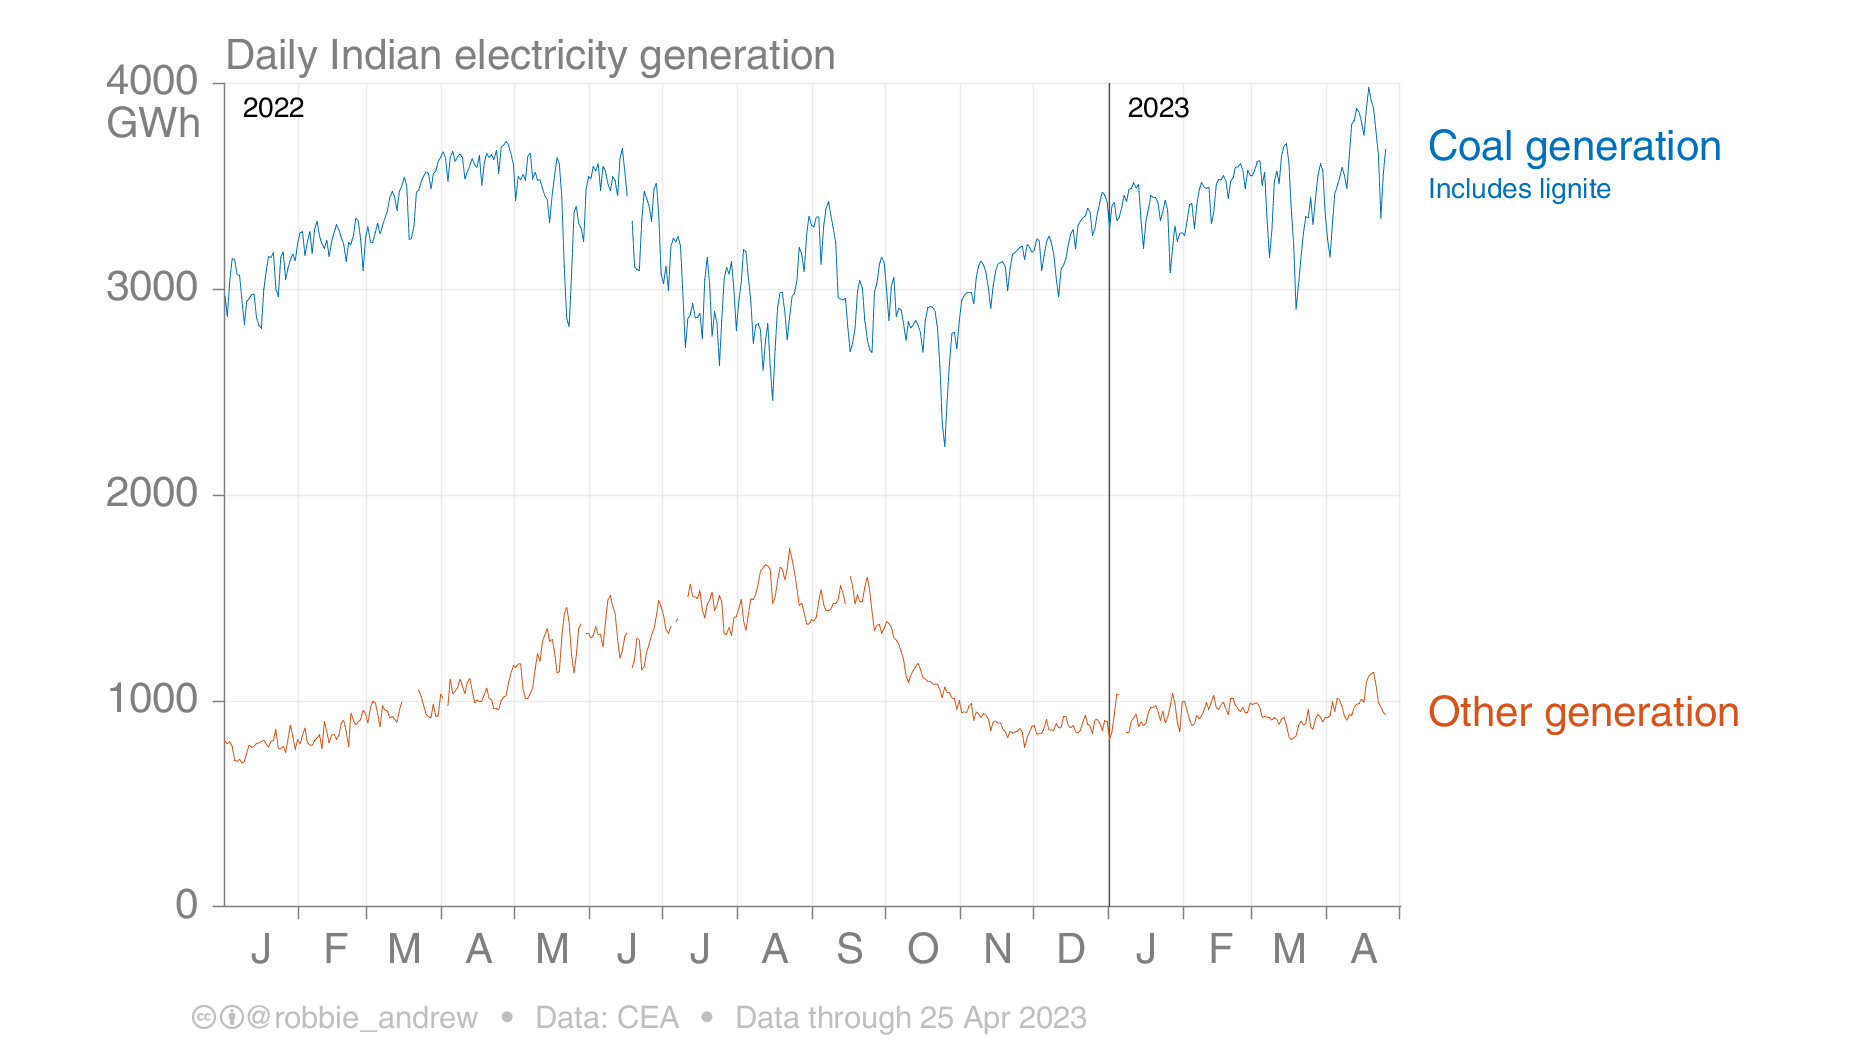 Daily Indian electricity generation
4000
GWh
2022
2023
Coal generation
Includes lignite
3000
2000
1000
Other generation
0
J F M A M J J A S O N D J F M A
@robbie_andrew • Data: CEA • Data through 25 Apr 2023